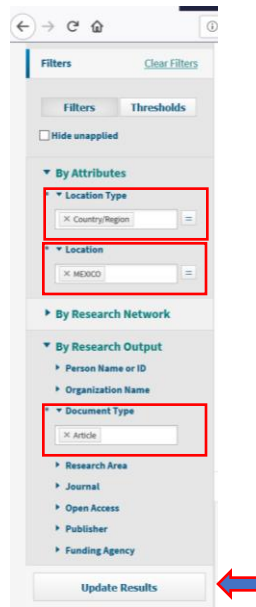 Filters Clear Filters
Filters Thresholds
Hide unapplied
By Attributes
* Location Type
× Country/Region =
* Location
× MEXICO =
By Research Network
By Research Output
Person Name or ID
Organization Name
* Document Type
× Article
Research Area
Journal
Open Access
Publisher
Funding Agency
Update Results